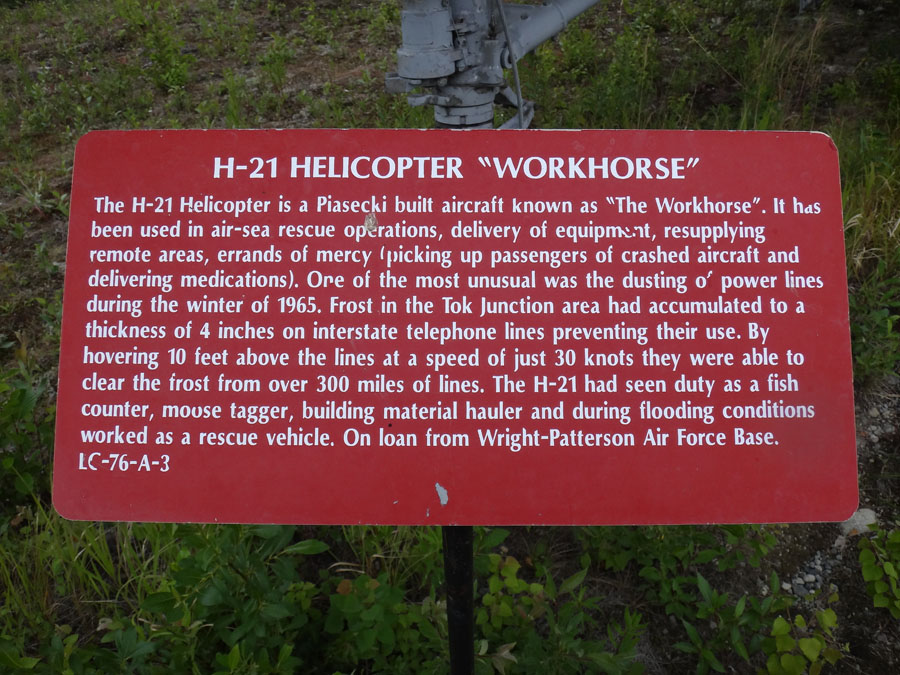 H-21 HELICOPTER "WORKHORSE"
The H-21 Helicopter is a Piasecki built aircraft known as "The Workhorse". It has
been used in air-sea rescue operations, delivery of equipment, resupplying
remote areas, errands of mercy (picking up passengers of crashed aircraft and
delivering medications). One of the most unusual was the dusting of power lines
during the winter of 1965. Frost in the Tok Junction area had accumulated to a
thickness of 4 inches on interstate telephone lines preventing their use. By
hovering 10 feet above the lines at a speed of just 30 knots they were able to
clear the frost from over 300 miles of lines. The H-21 had seen duty as a fish
counter, moose tagger, building material hauler and during flooding conditions
worked as a rescue vehicle. On loan from Wright-Patterson Air Force Base.
LC-76-A-3